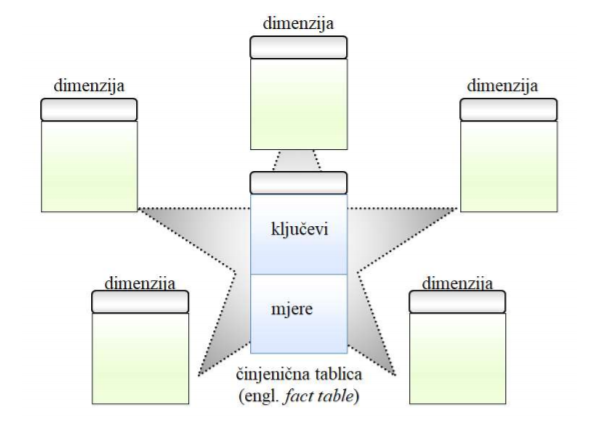 dimenzija
dimenzija
dimenzija
ključevi
dimenzija
dimenzija
mjere
činjenična tablica
(engl. fact table)